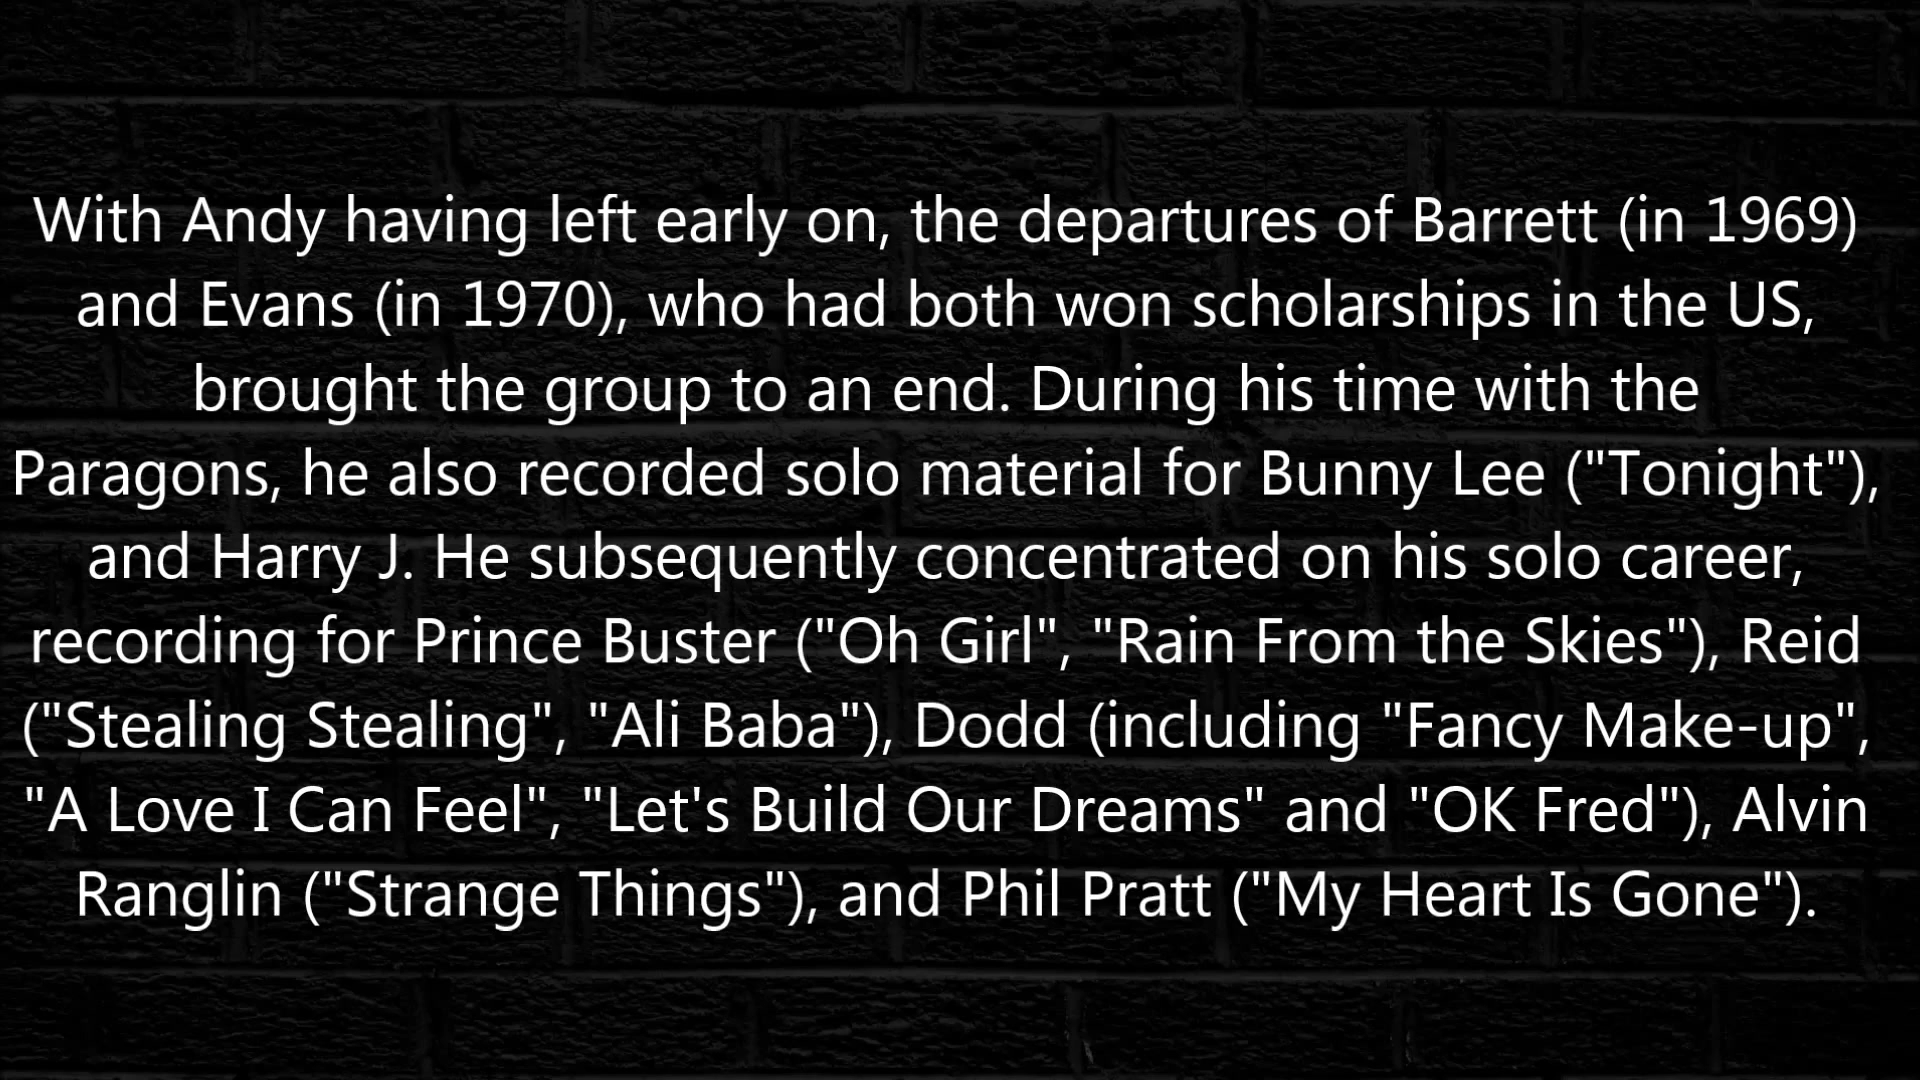 With Andy having left early on, the departures of Barrett (in 1969)
and Evans (in 1970), who had both won scholarships in the US,
brought the group to an end. During his time with the
Paragons, he also recorded solo material for Bunny Lee ("Tonight"),
and Harry J. He subsequently concentrated on his solo career,
recording for Prince Buster ("Oh Girl", "Rain From the Skies"), Reid
("Stealing Stealing", "Ali Baba"), Dodd (including "Fancy Make-up",
"A Love I Can Feel", "Let's Build Our Dreams" and "OK Fred"), Alvin
Ranglin ("Strange Things"), and Phil Pratt ("My Heart Is Gone").